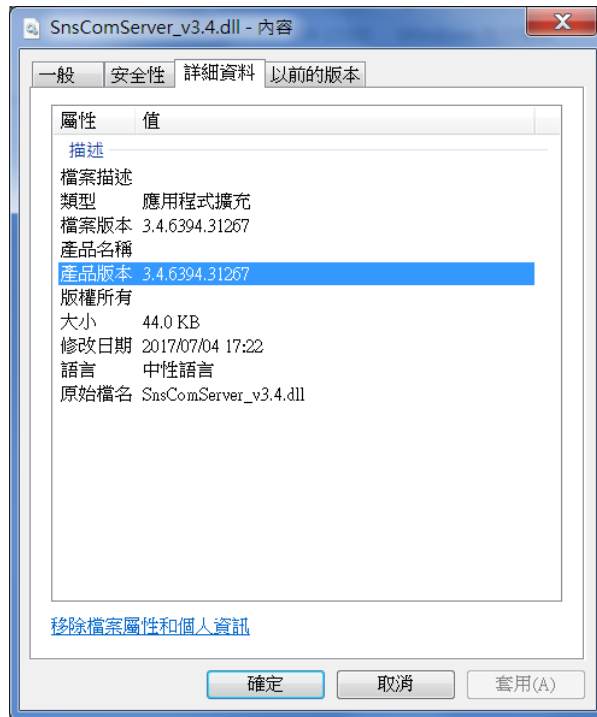 SnsComServer_v3.4.dll - 內容
一般 安全性 詳細資料 以前的版本
屬性 值
描述
檔案描述
類型 應用程式擴充
檔案版本 3.4.6394.31267
產品名稱
產品版本 3.4.6394.31267
版權所有
大小 44.0 KB
修改日期 2017/07/04 17:22
語言 中性語言
原始檔名 SnsComServer_v3.4.dll
移除檔案屬性和個人資訊
確定 取消 套用(A)